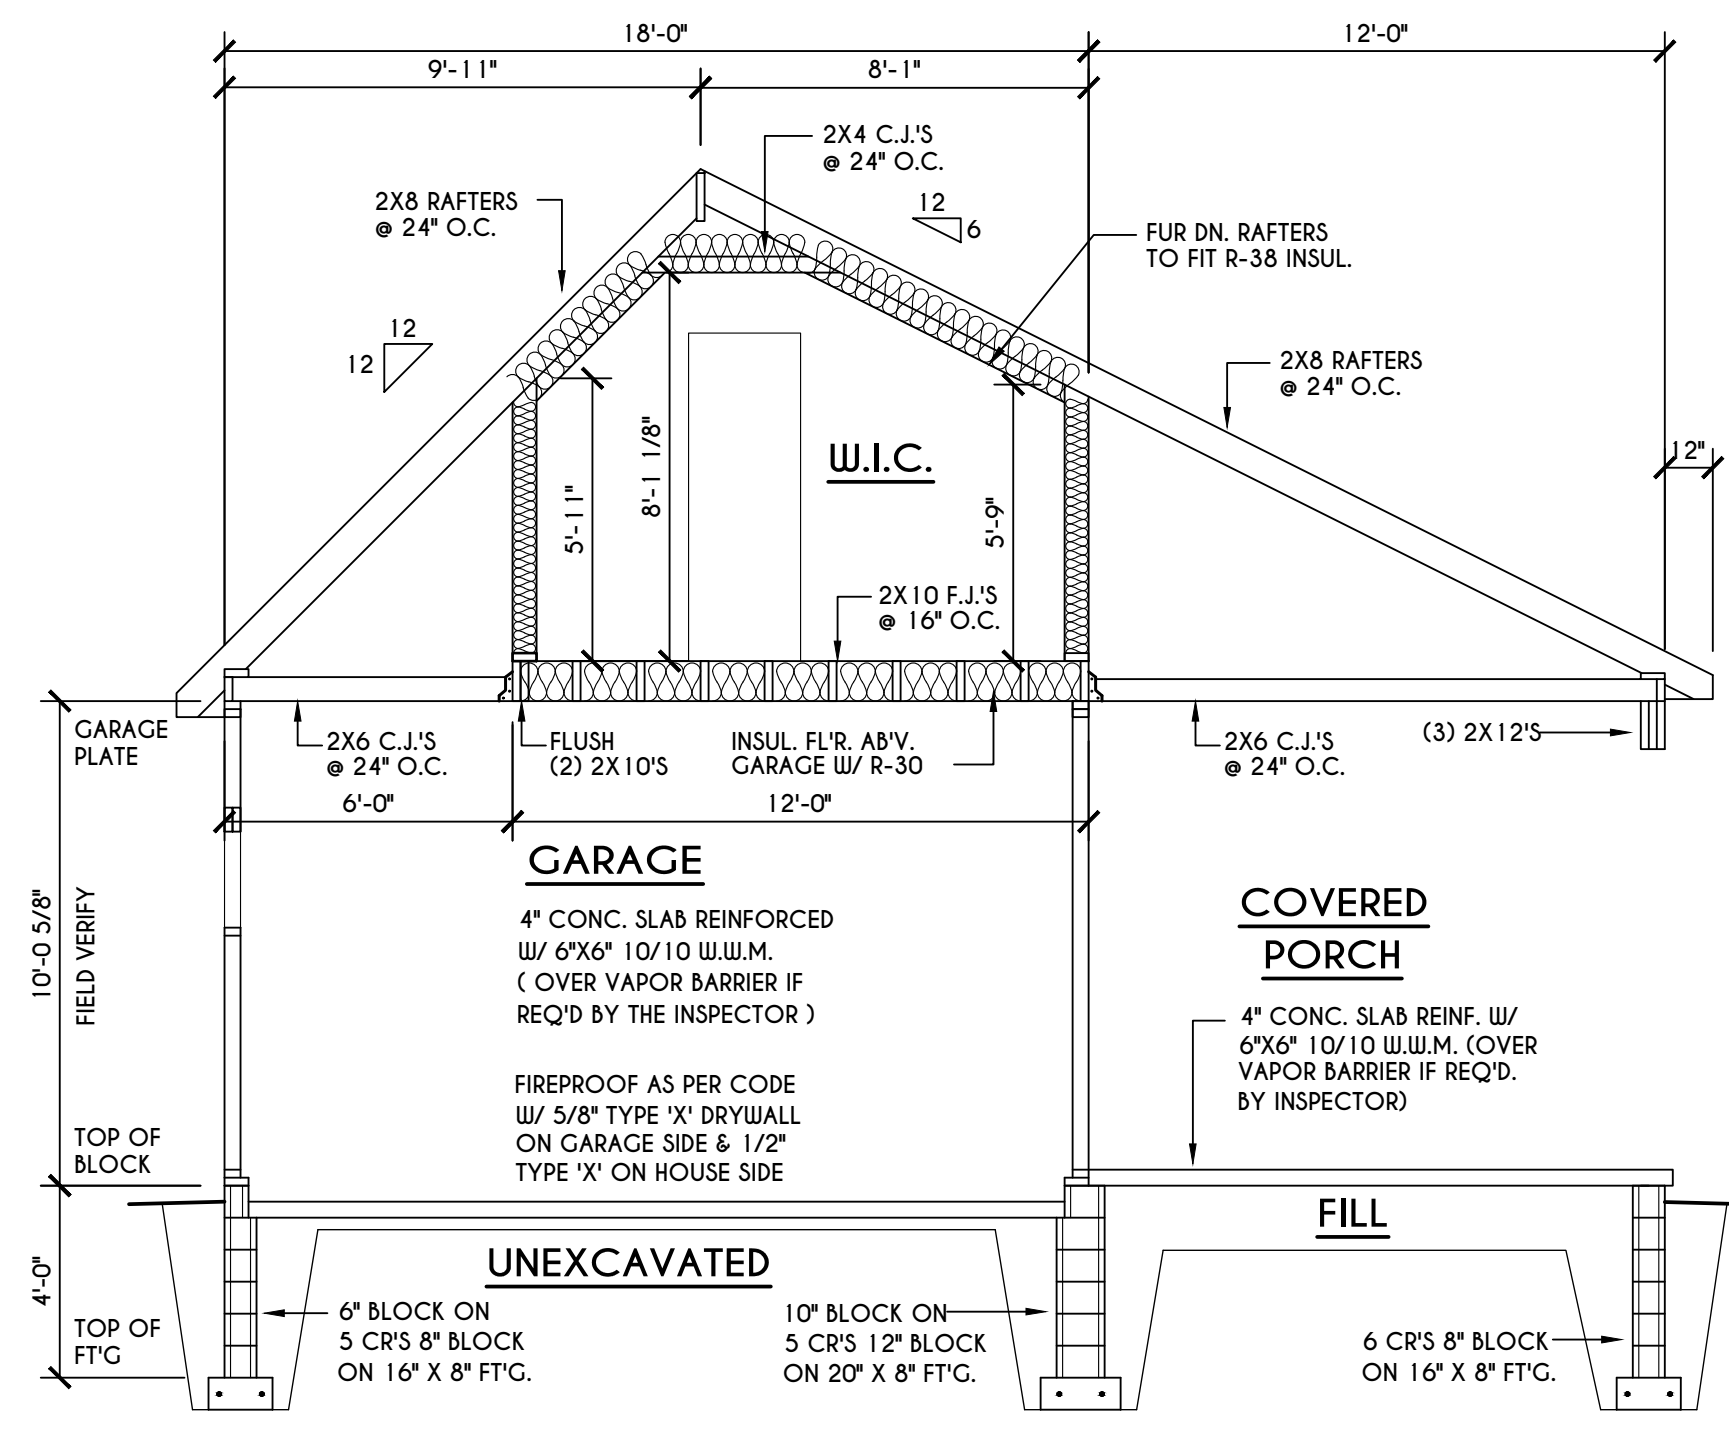 18'-0"
12'-0"
9'-11"
8'-1"
2X4 C.J.'S
@ 24" O.C.
2X8 RAFTERS
@ 24" O.C.
12
6
FUR DN. RAFTERS
TO FIT R-38 INSUL.
12
12
2X8 RAFTERS
@ 24" O.C.
12"
W.I.C.
5'-11"
8'-1 1/8"
5'-9"
2X10 F.J.'S
@ 16" O.C.
GARAGE
PLATE
2X6 C.J.'S
@ 24" O.C.
FLUSH
(2) 2X10'S
INSUL. FL'R. AB'V.
GARAGE W/ R-30
2X6 C.J.'S
@ 24" O.C.
(3) 2X12'S
6'-0"
12'-0"
10'-0 5/8"
FIELD VERIFY
GARAGE
4" CONC. SLAB REINFORCED
W/ 6"X6" 10/10 W.W.M.
( OVER VAPOR BARRIER IF
REQ'D BY THE INSPECTOR )
FIREPROOF AS PER CODE
W/ 5/8" TYPE 'X' DRYWALL
ON GARAGE SIDE & 1/2"
TYPE 'X' ON HOUSE SIDE
COVERED
PORCH
4" CONC. SLAB REINF. W/
6"X6" 10/10 W.W.M. (OVER
VAPOR BARRIER IF REQ'D.
BY INSPECTOR)
TOP OF
BLOCK
4'-0"
TOP OF
FT'G
UNEXCAVATED
FILL
6" BLOCK ON
5 CR'S 8" BLOCK
ON 16" X 8" FT'G.
10" BLOCK ON
5 CR'S 12" BLOCK
ON 20" X 8" FT'G.
6 CR'S 8" BLOCK
ON 16" X 8" FT'G.